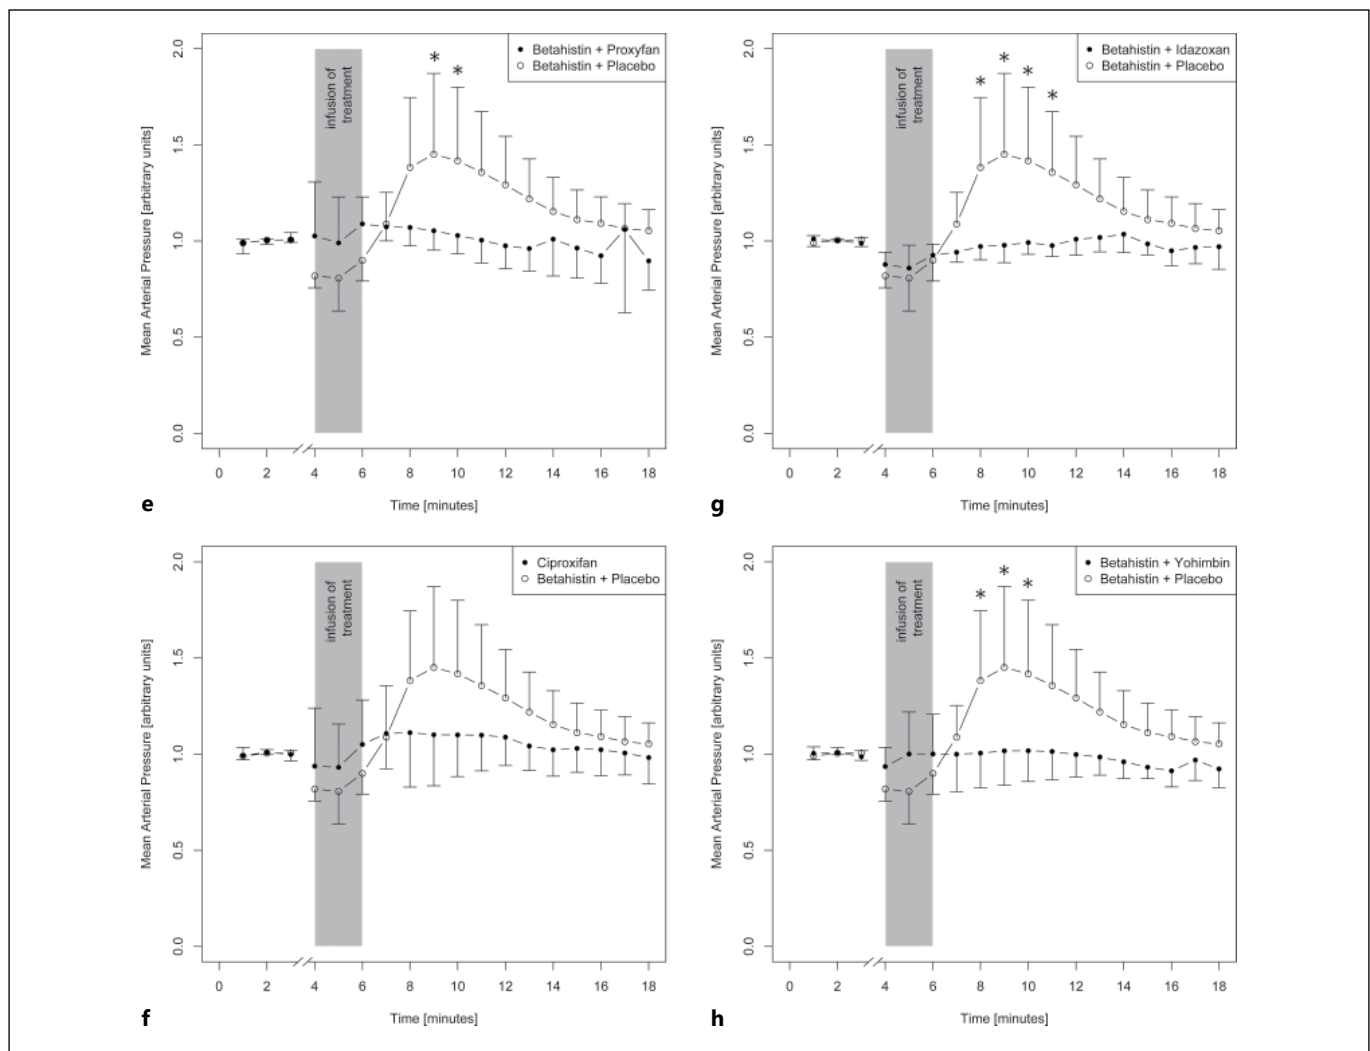 2.0
1.5
1.0
0.5
0.0
Mean Arterial Pressure [arbitrary units]
infusion of
treatment
Betahistin + Proxyfan
Betahistin + Placebo
* *
0 2 4 6 8 10 12 14 16 18
Time [minutes]
e
2.0
1.5
1.0
0.5
0.0
Mean Arterial Pressure [arbitrary units]
infusion of
treatment
Betahistin + Idazoxan
Betahistin + Placebo
* * * *
0 2 4 6 8 10 12 14 16 18
Time [minutes]
g
2.0
1.5
1.0
0.5
0.0
Mean Arterial Pressure [arbitrary units]
infusion of
treatment
Ciproxifan
Betahistin + Placebo
0 2 4 6 8 10 12 14 16 18
Time [minutes]
f
2.0
1.5
1.0
0.5
0.0
Mean Arterial Pressure [arbitrary units]
infusion of
treatment
Betahistin + Yohimbin
Betahistin + Placebo
* * *
0 2 4 6 8 10 12 14 16 18
Time [minutes]
h